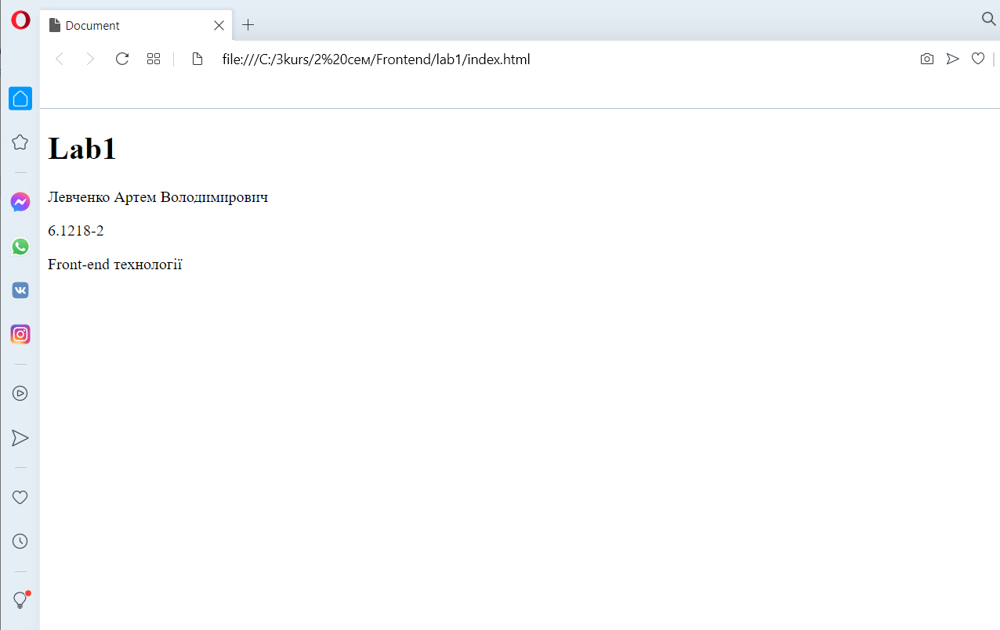 Document
file:///C:/3kurs/2%20сем/Frontend/lab1/index.html
Lab1
Левченко Артем Володимирович
6.1218-2
Front-end технології